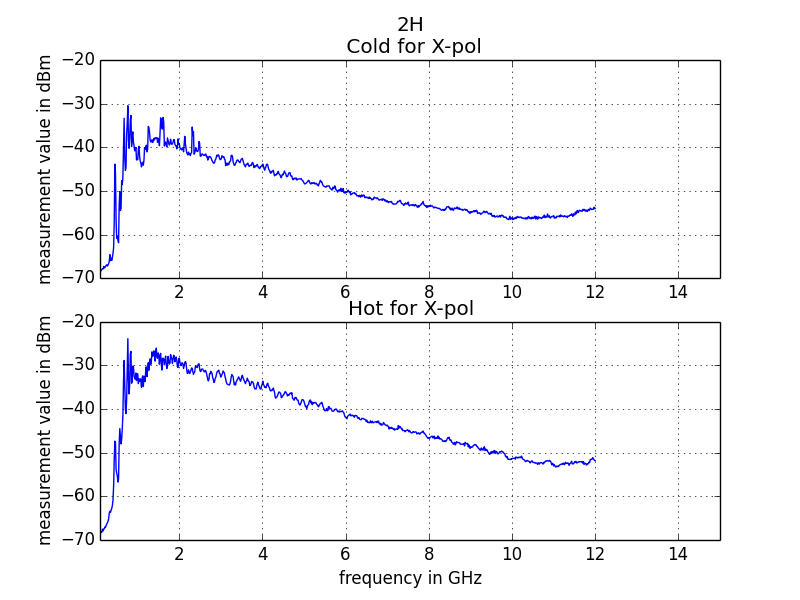 2H
Cold for X-pol
measurement value in dBm
−20
−30
−40
−50
−60
−70
2 4 6 8 10 12 14
Hot for X-pol
measurement value in dBm
−20
−30
−40
−50
−60
−70
2 4 6 8 10 12 14
frequency in GHz